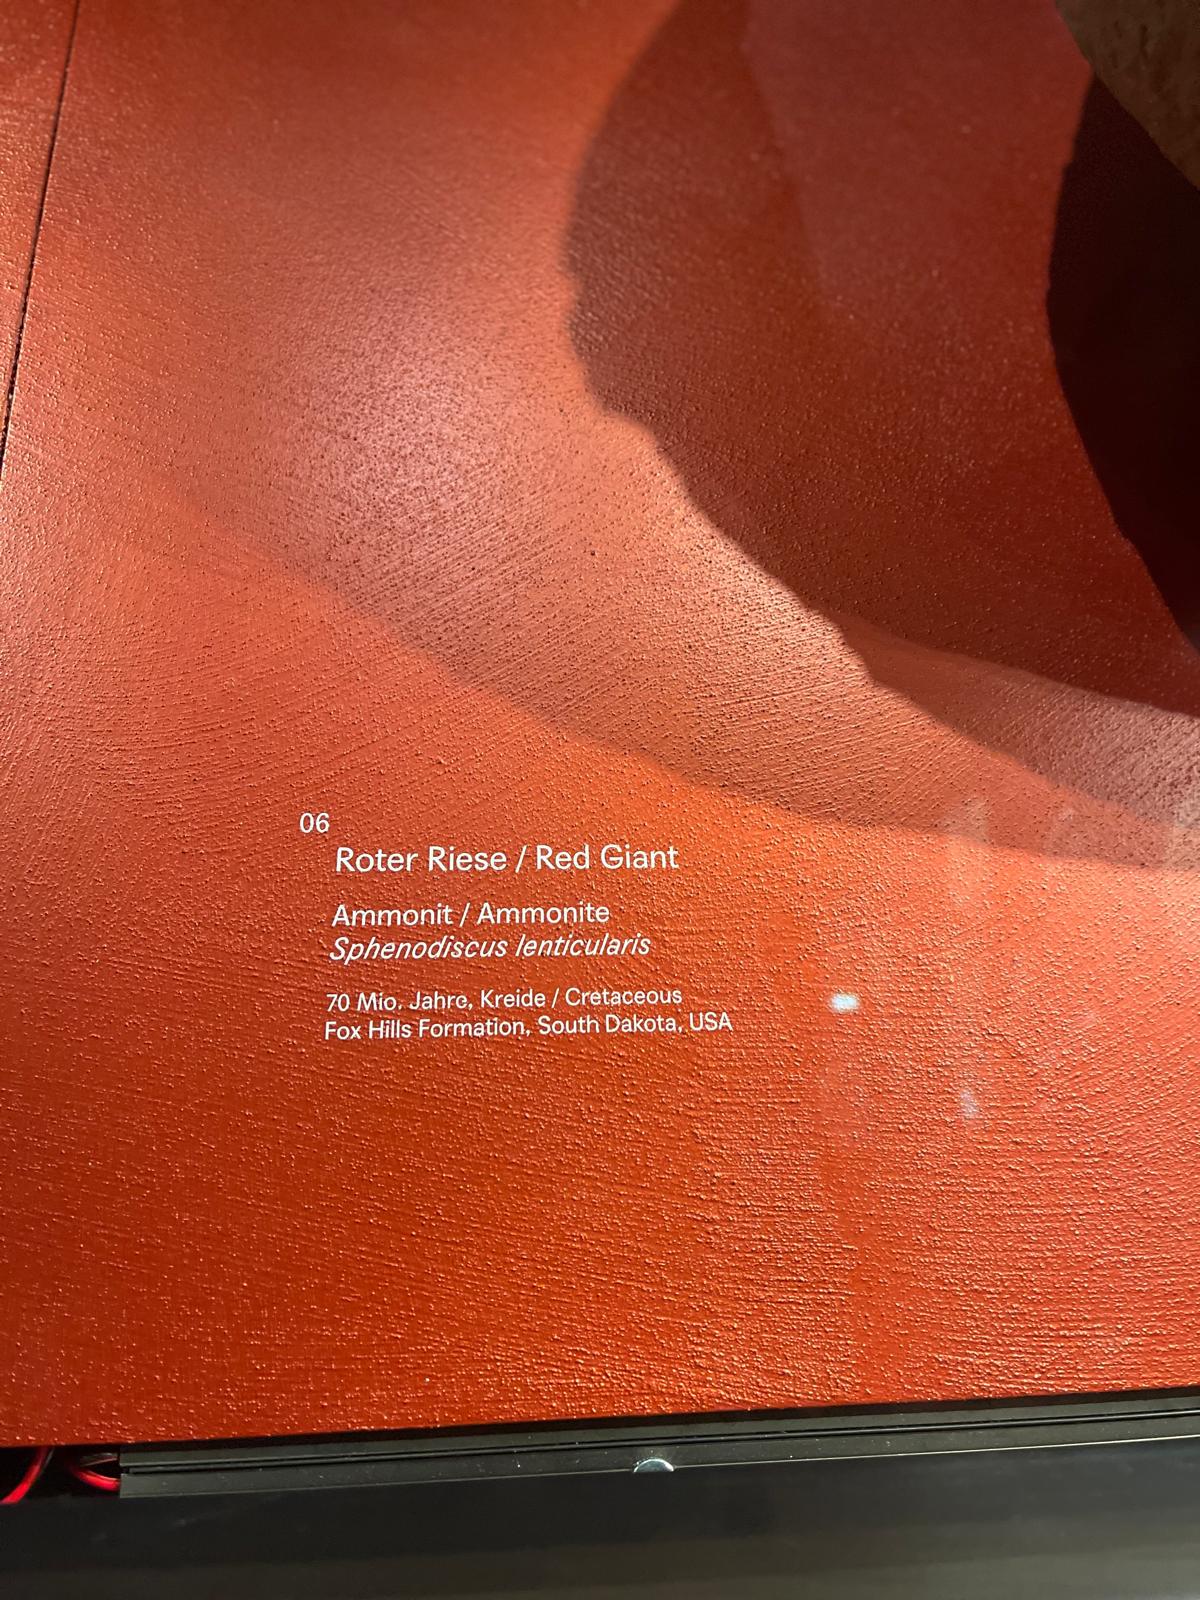 06
Roter Riese / Red Giant
Ammonit / Ammonite
Sphenodiscus lenticularis
70 Mio. Jahre, Kreide / Cretaceous
Fox Hills Formation, South Dakota, USA